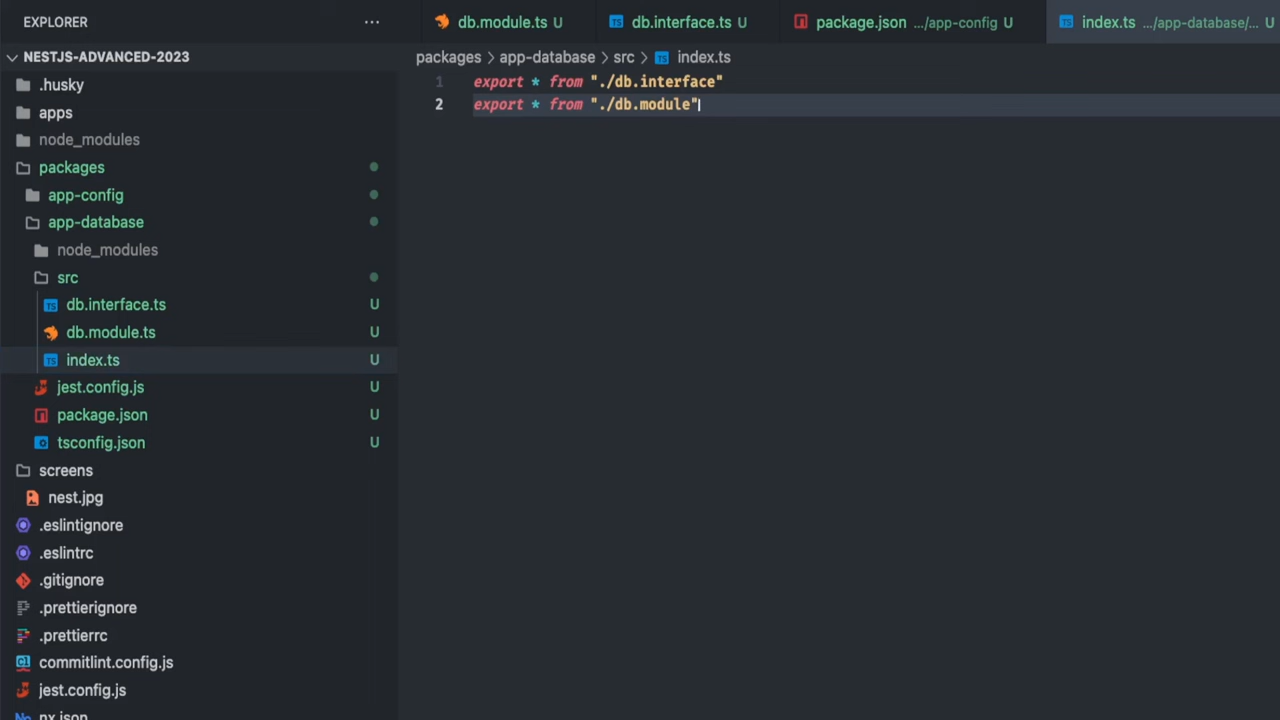 EXPLORER ...
NESTJS-ADVANCED-2023
.husky
apps
node_modules
packages
app-config
app-database
node_modules
src
db.interface.ts U
db.module.ts U
index.ts U
jest.config.js U
package.json U
tsconfig.json U
screens
nest.jpg
.eslintignore
.eslintrc
.gitignore
.prettierignore
.prettierrc
commitlint.config.js
jest.config.js
nx.json
db.module.ts U db.interface.ts U package.json .../app-config U index.ts .../app-database/... U
packages > app-database > src > TS index.ts
1 export * from "./db.interface"
2 export * from "./db.module"